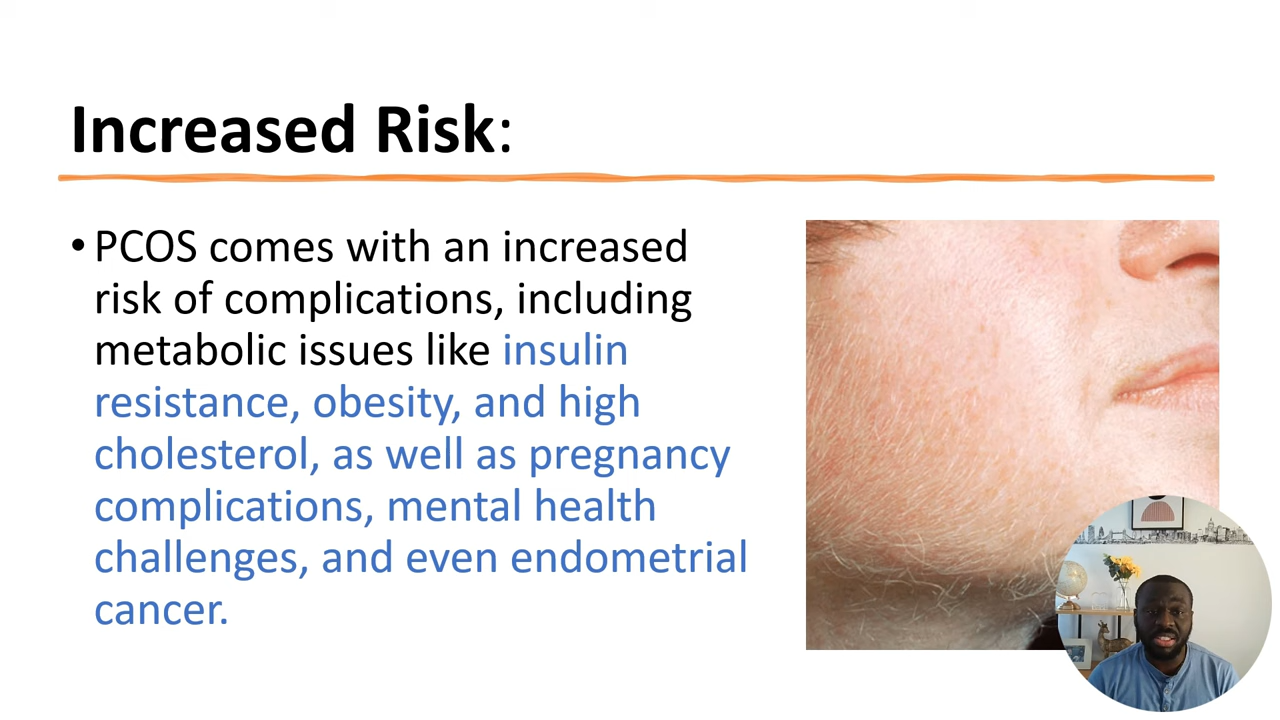 Increased Risk:
• PCOS comes with an increased
risk of complications, including
metabolic issues like insulin
resistance, obesity, and high
cholesterol, as well as pregnancy
complications, mental health
challenges, and even endometrial
cancer.